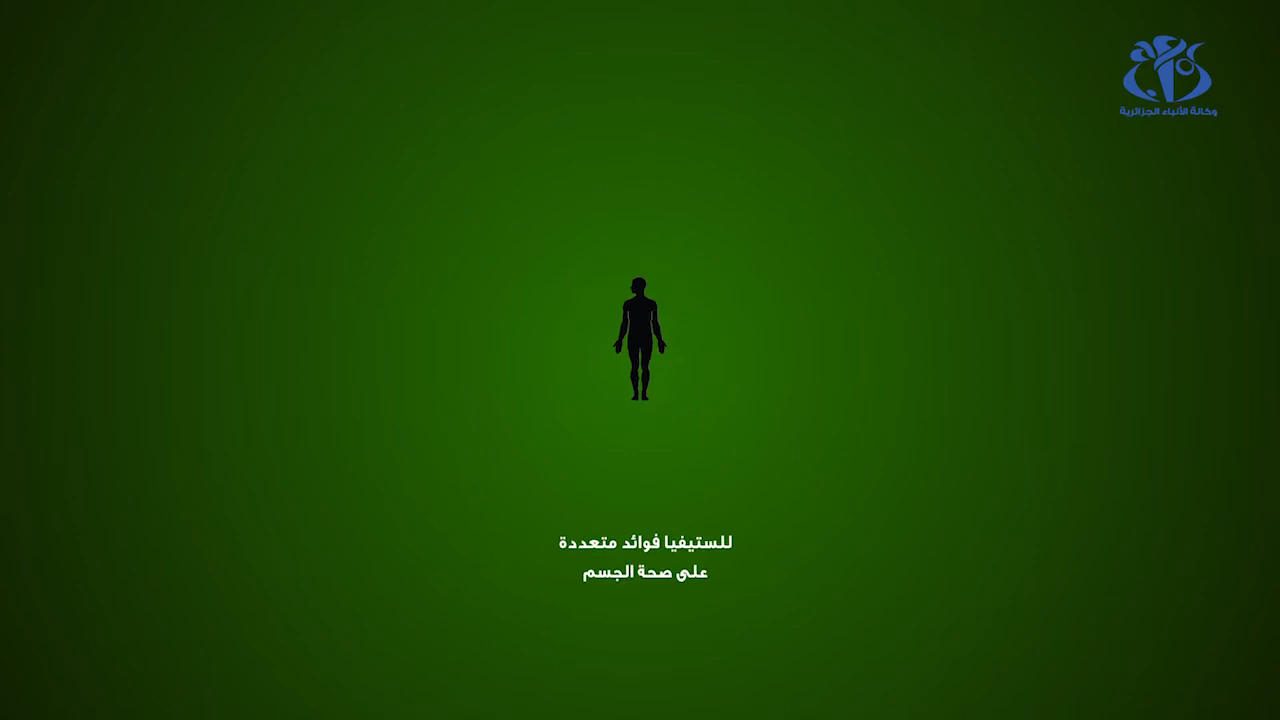 وكالة الأنباء الجزائرية
للستيفيا فوائد متعددة
على صحة الجسم